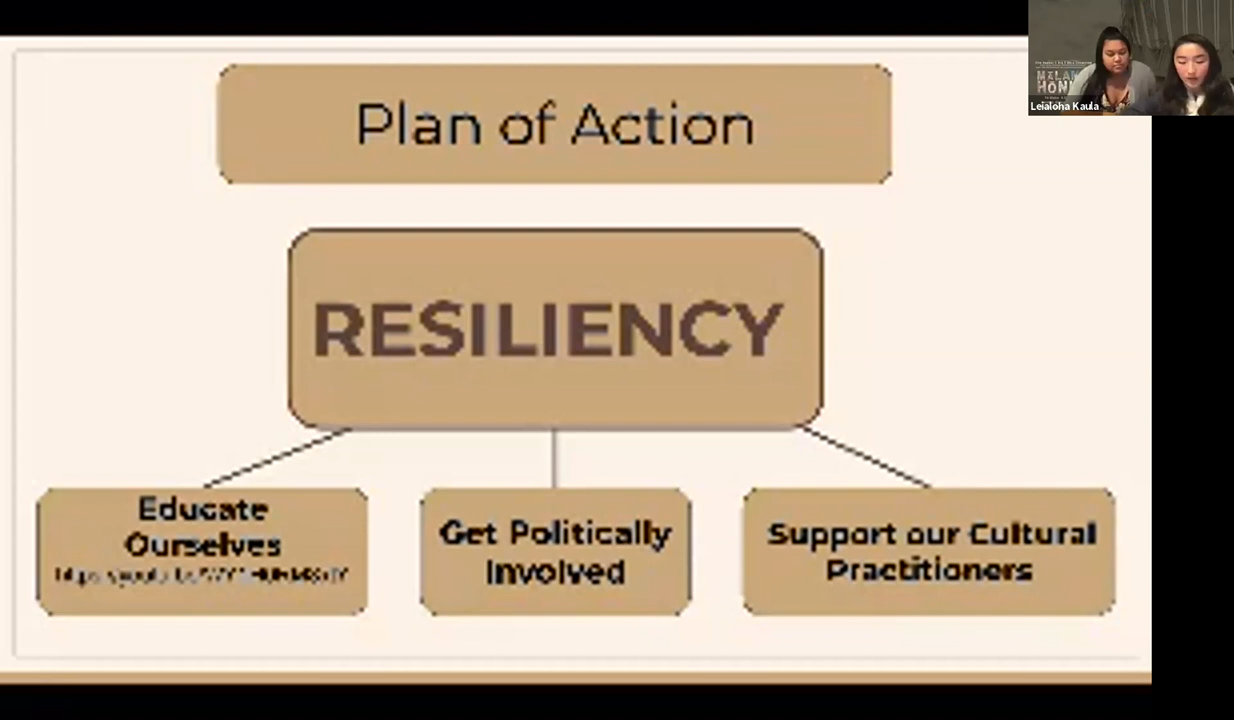 Plan of Action
RESILIENCY
Educate
Ourselves
Get Politically
Involved
Support our Cultural
Practitioners
Leialoha Kaula